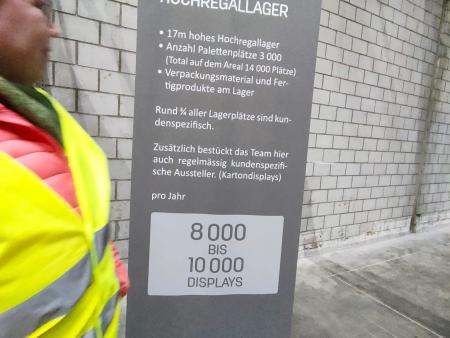 HOCHREGALLAGER
• 17m hohes Hochregallager
• Anzahl Palettenplätze 3 000
(Total auf dem Areal 14 000 Plätze)
• Verpackungsmaterial und Fer-
tigprodukte am Lager
Rund ¾ aller Lagerplätze sind kun-
denspezifisch.
Zusätzlich bestückt das Team hier
auch regelmässig kundenspezifi-
sche Aussteller. (Kartondisplays)
pro Jahr
8 000
BIS
10 000
DISPLAYS